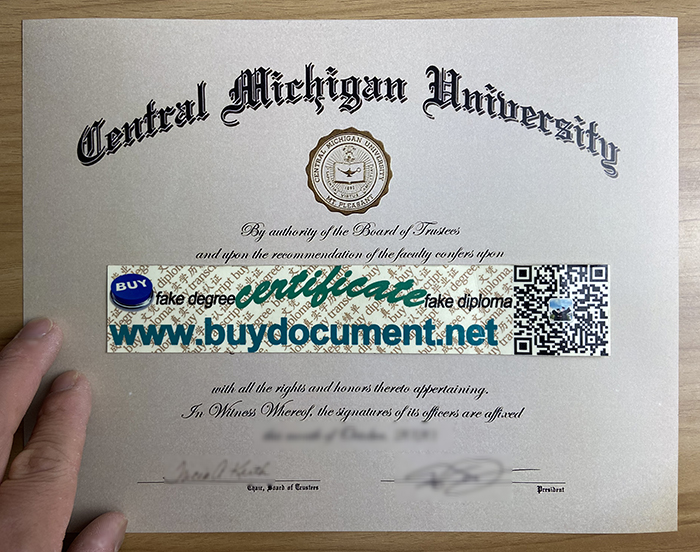 Central Michigan University
CENTRAL MICHIGAN UNIVERSITY
1892
VIRTUS
MT. PLEASANT
By authority of the Board of Trustees
and upon the recommendation of the faculty confers upon
BUY
fake degree certificate fake diploma
www.buydocument.net
with all the rights and honors thereto appertaining.
In Witness Whereof, the signatures of its officers are affixed
Chair, Board of Trustees
President